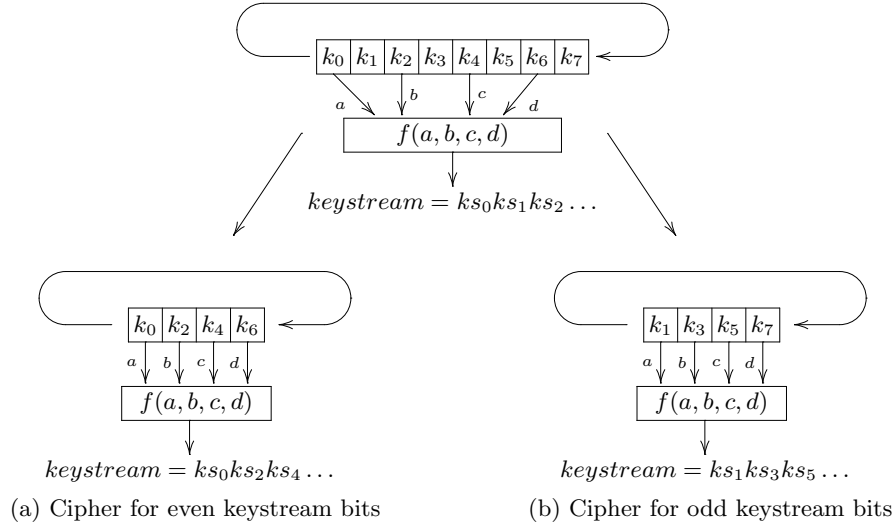 k₀ k₁ k₂ k₃ k₄ k₅ k₆ k₇
a b c d
f(a, b, c, d)
keystream = ks₀ks₁ks₂ . . .
k₀ k₂ k₄ k₆
a b c d
f(a, b, c, d)
keystream = ks₀ks₂ks₄ . . .
(a) Cipher for even keystream bits
k₁ k₃ k₅ k₇
a b c d
f(a, b, c, d)
keystream = ks₁ks₃ks₅ . . .
(b) Cipher for odd keystream bits